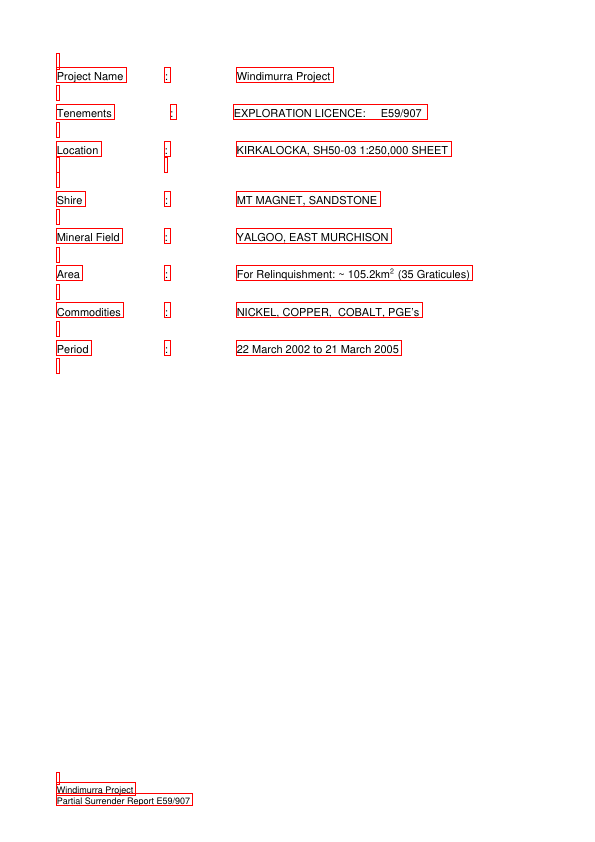 Project Name : Windimurra Project
Tenements : EXPLORATION LICENCE: E59/907
Location : KIRKALOCKA, SH50-03 1:250,000 SHEET
Shire : MT MAGNET, SANDSTONE
Mineral Field : YALGOO, EAST MURCHISON
Area : For Relinquishment: ~ 105.2km² (35 Graticules)
Commodities : NICKEL, COPPER, COBALT, PGE's
Period : 22 March 2002 to 21 March 2005
Windimurra Project
Partial Surrender Report E59/907